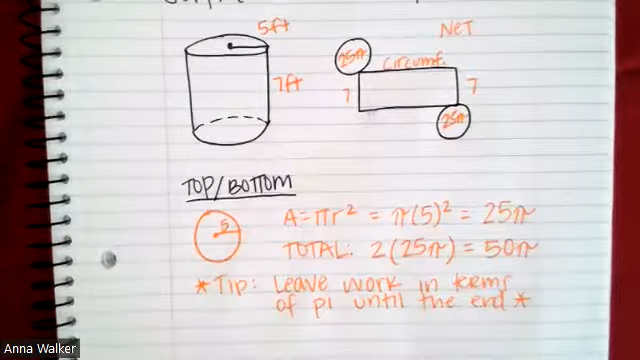 5ft
7ft
NET
25π
circumf.
7
7
25π
TOP/BOTTOM
5
A=πr² = π(5)² = 25π
TOTAL: 2(25π) = 50π
*TIP: Leave work in terms
of pi until the end*
Anna Walker